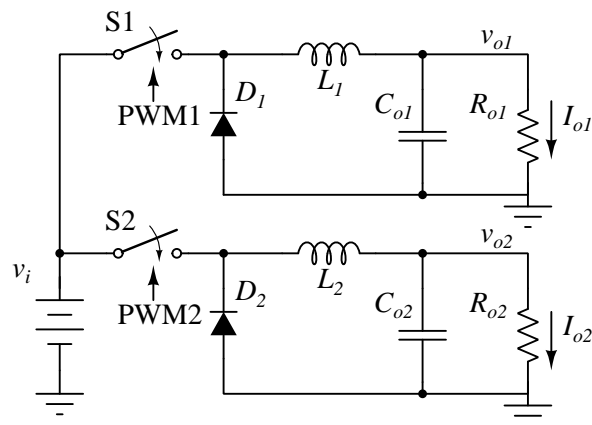 S1
v_o1
D_1
L_1
C_o1
R_o1
I_o1
PWM1
S2
v_o2
v_i
D_2
L_2
C_o2
R_o2
I_o2
PWM2